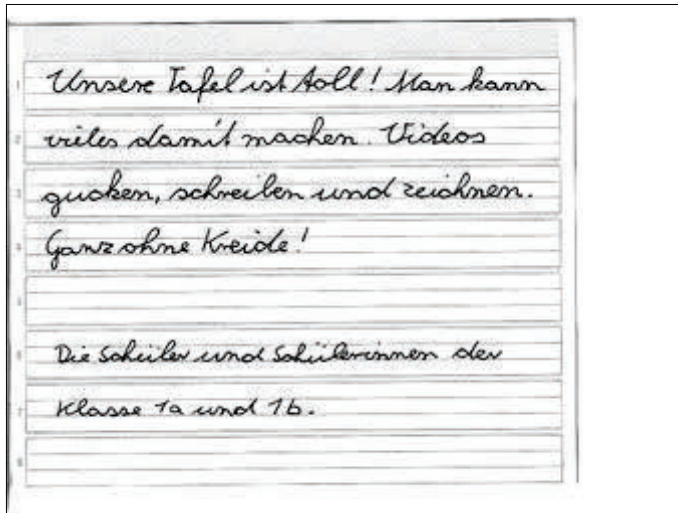 Unsere Tafel ist toll! Man kann
vieles damit machen. Videos
gucken, schreiben und zeichnen.
Ganz ohne Kreide!
Die Schüler und Schülerinnen der
Klasse 1a und 1b.